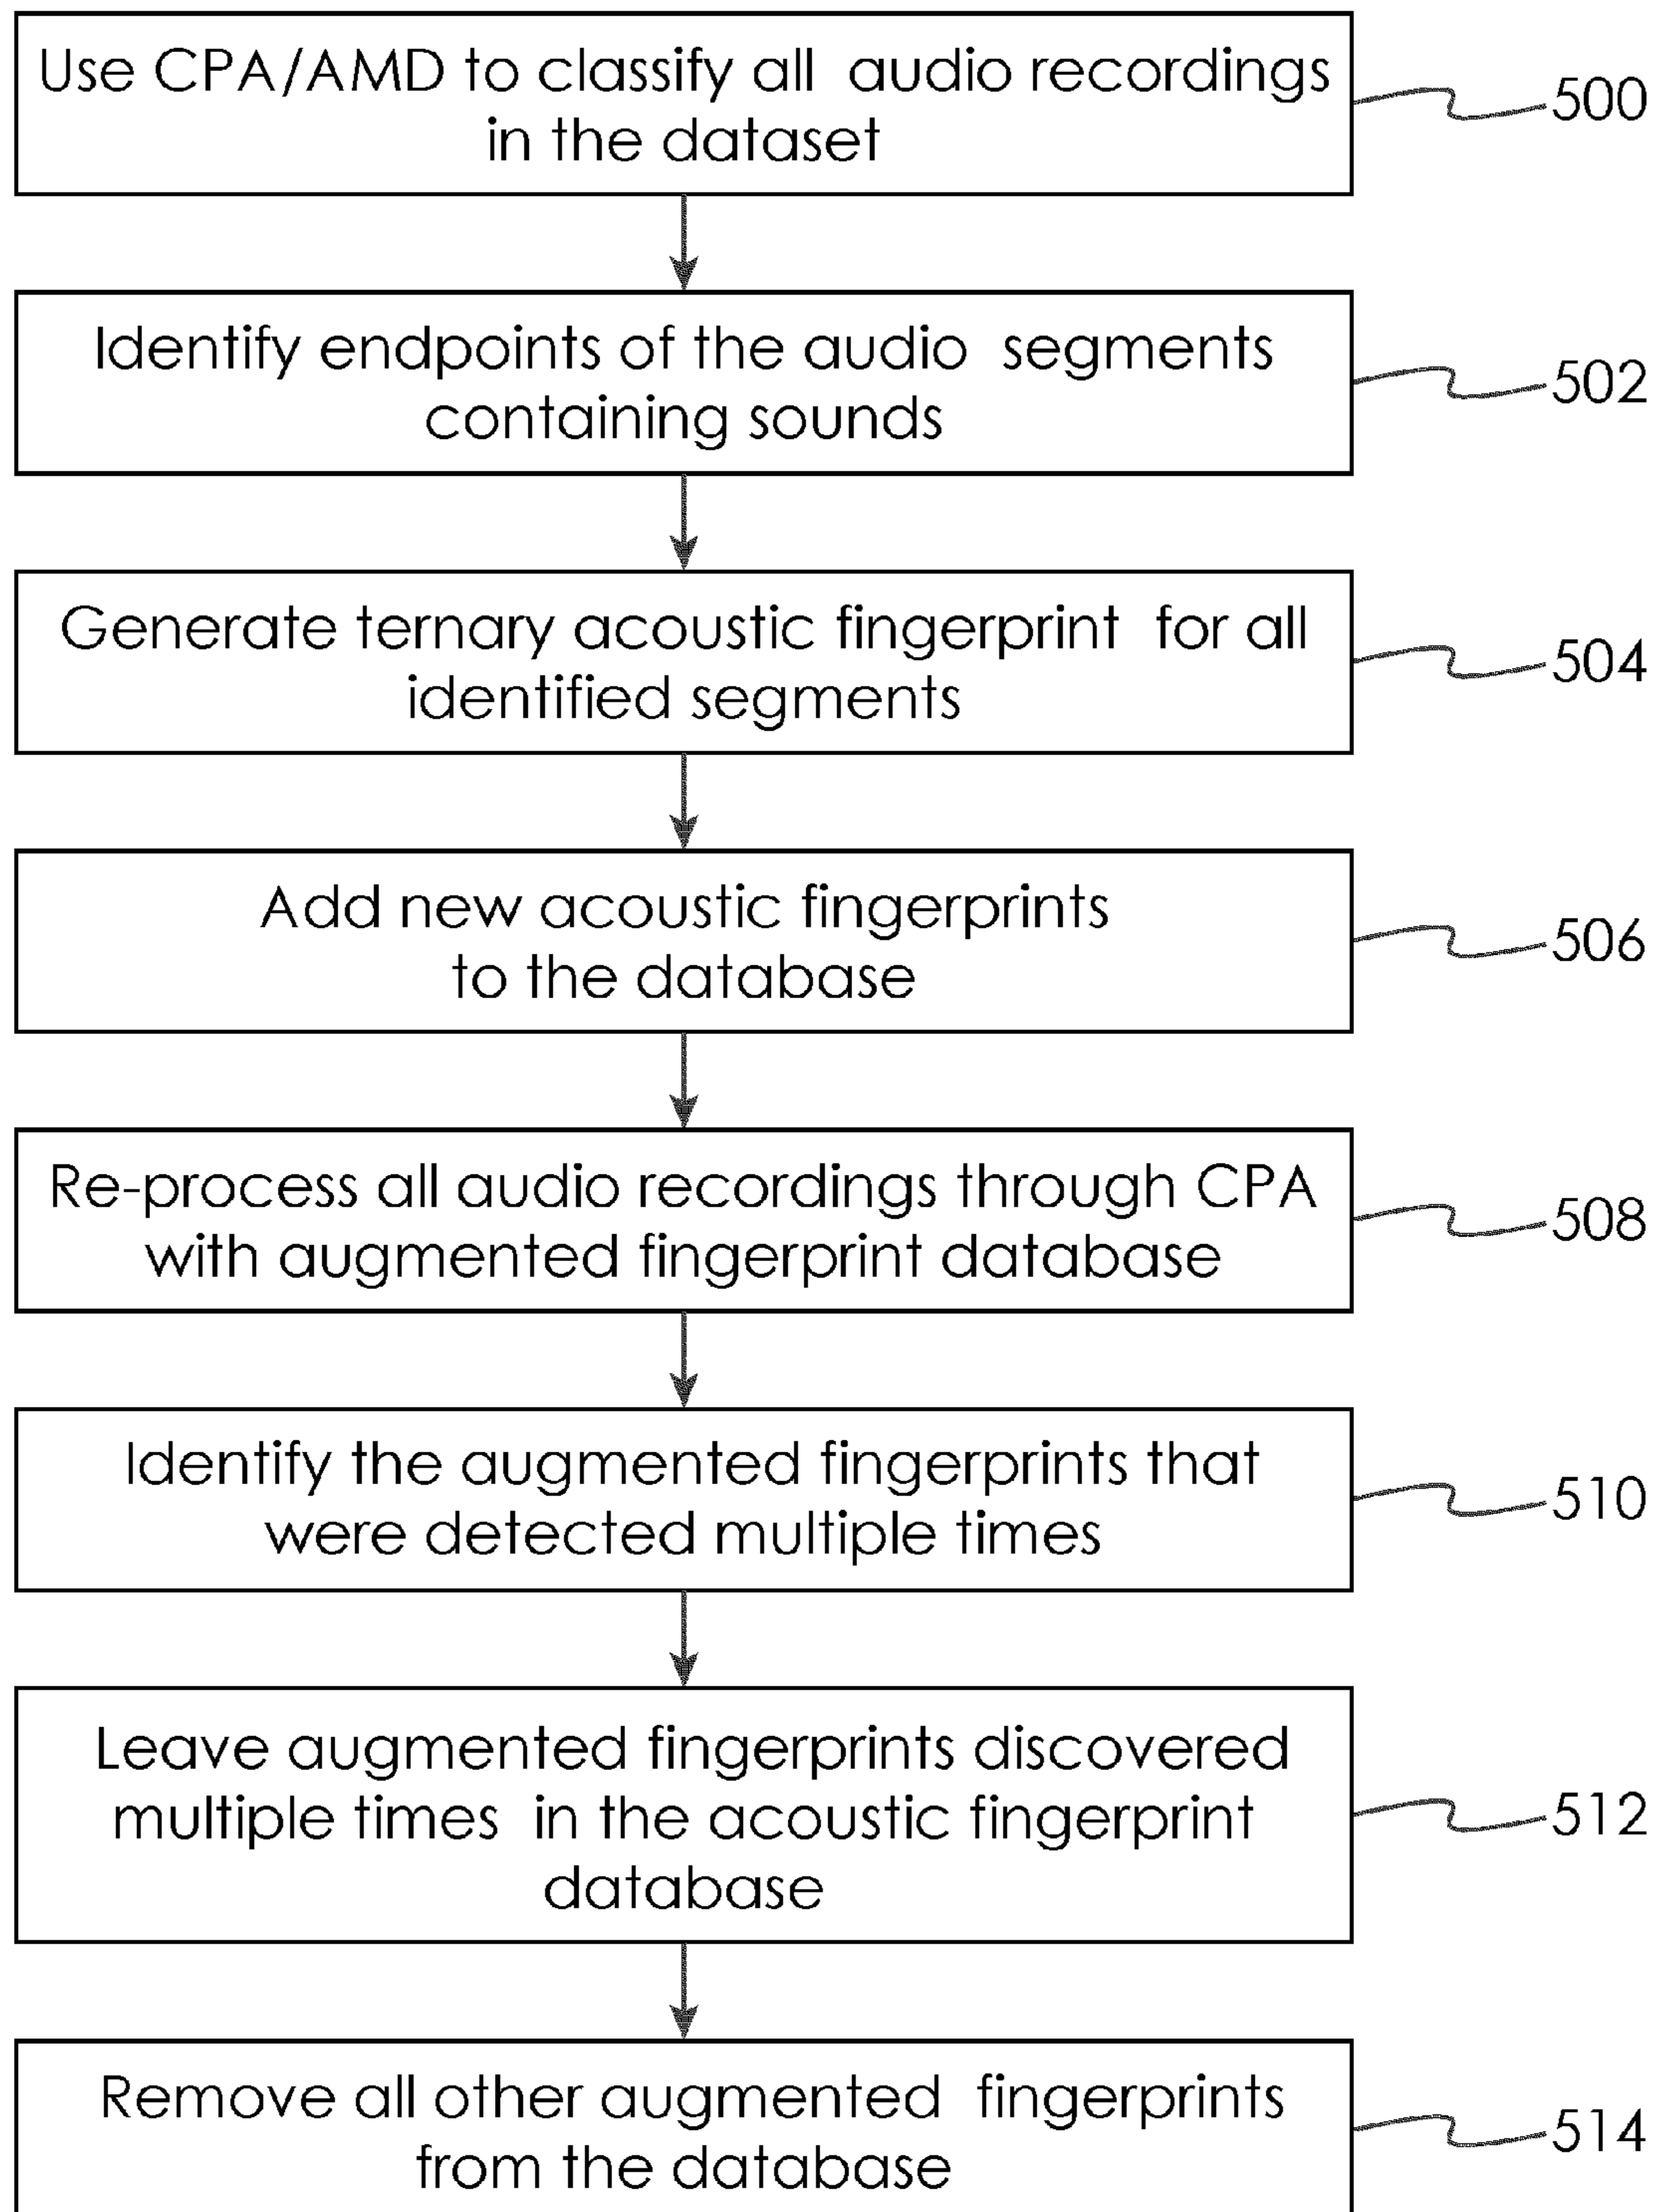 Use CPA/AMD to classify all audio recordings
in the dataset
500
Identify endpoints of the audio segments
containing sounds
502
Generate ternary acoustic fingerprint for all
identified segments
504
Add new acoustic fingerprints
to the database
506
Re-process all audio recordings through CPA
with augmented fingerprint database
508
Identify the augmented fingerprints that
were detected multiple times
510
Leave augmented fingerprints discovered
multiple times in the acoustic fingerprint
database
512
Remove all other augmented fingerprints
from the database
514